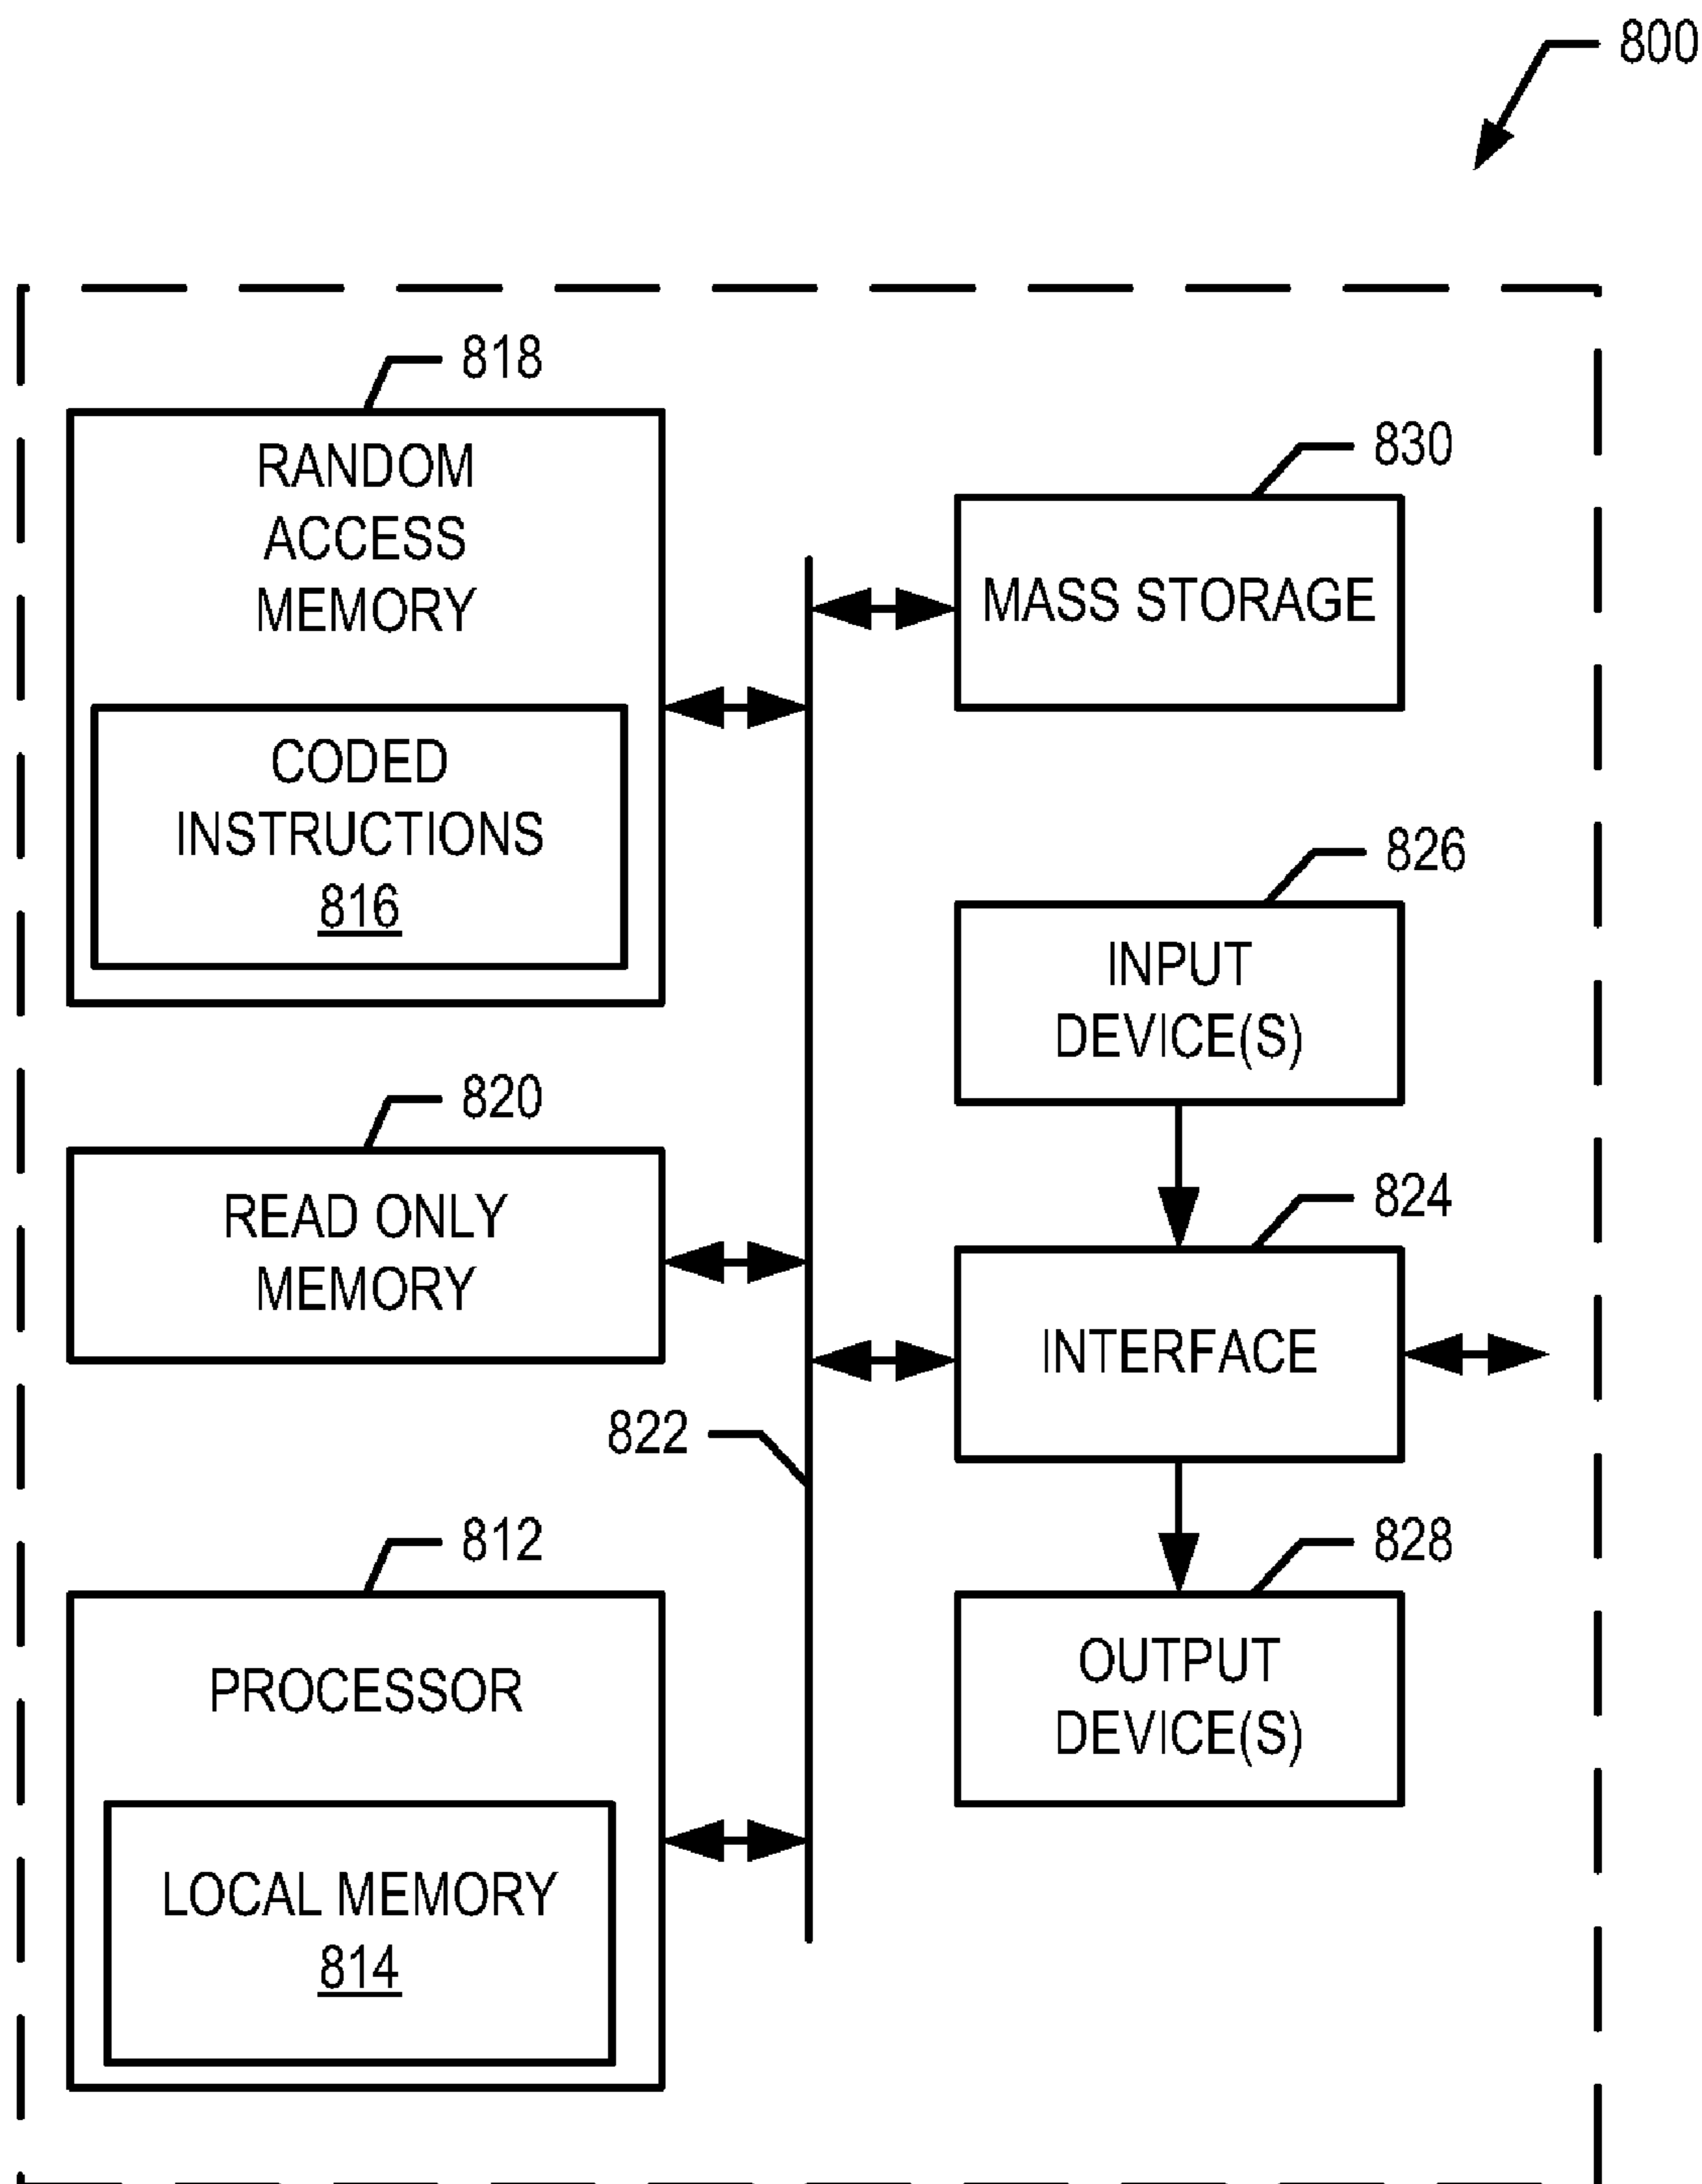 800
818
RANDOM
ACCESS
MEMORY
CODED
INSTRUCTIONS
816
830
MASS STORAGE
826
INPUT
DEVICE(S)
820
READ ONLY
MEMORY
824
INTERFACE
822
812
PROCESSOR
LOCAL MEMORY
814
828
OUTPUT
DEVICE(S)